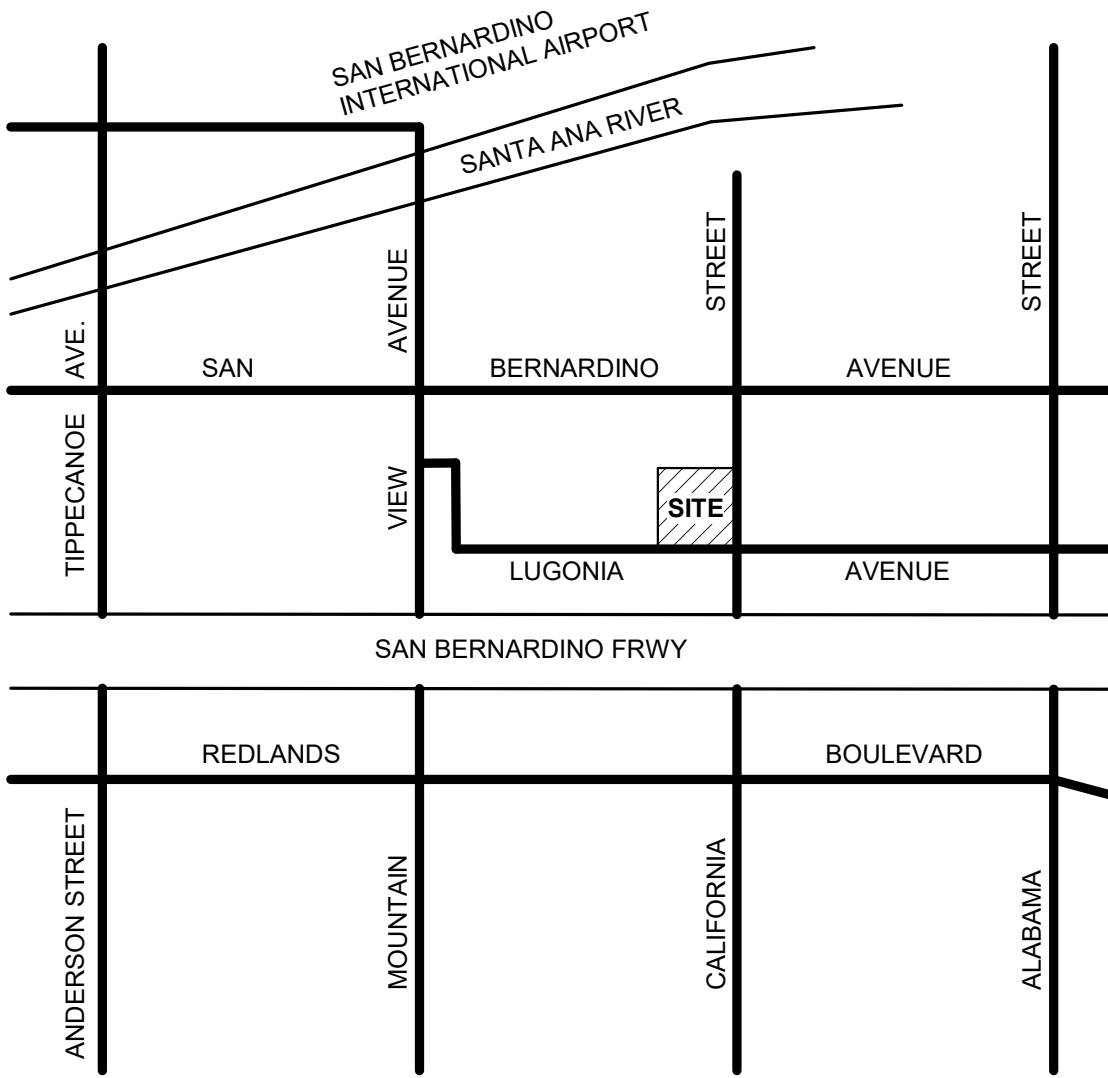 SAN BERNARDINO
INTERNATIONAL AIRPORT
SANTA ANA RIVER
TIPPECANOE AVE.
AVENUE
STREET
STREET
SAN BERNARDINO AVENUE
VIEW
SITE
LUGONIA AVENUE
SAN BERNARDINO FRWY
REDLANDS BOULEVARD
ANDERSON STREET
MOUNTAIN
CALIFORNIA
ALABAMA